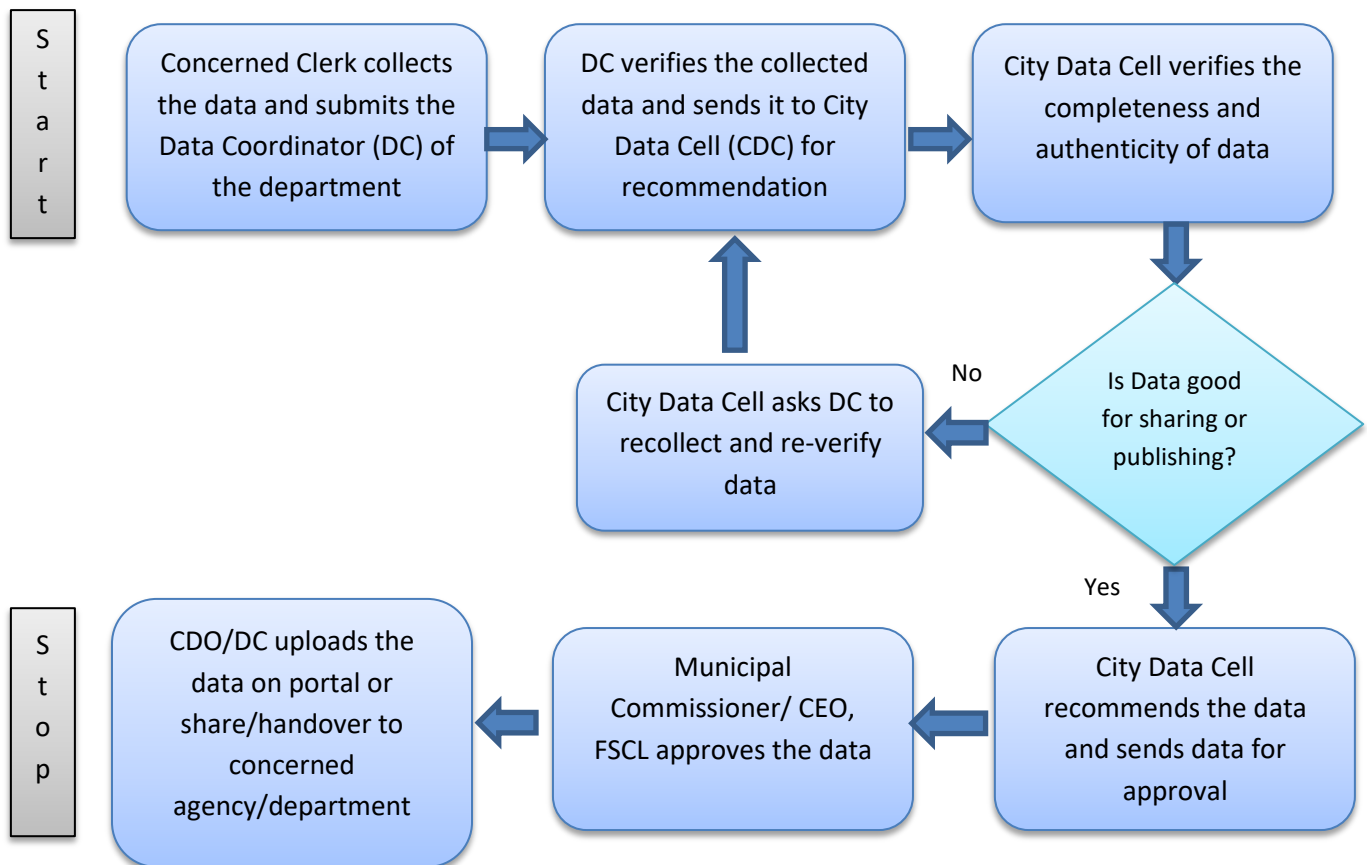 S
t
a
r
t
Concerned Clerk collects
the data and submits the
Data Coordinator (DC) of
the department
DC verifies the collected
data and sends it to City
Data Cell (CDC) for
recommendation
City Data Cell verifies the
completeness and
authenticity of data
Is Data good
for sharing or
publishing?
No
City Data Cell asks DC to
recollect and re-verify
data
Yes
City Data Cell
recommends the data
and sends data for
approval
Municipal
Commissioner/ CEO,
FSCL approves the data
CDO/DC uploads the
data on portal or
share/handover to
concerned
agency/department
S
t
o
p